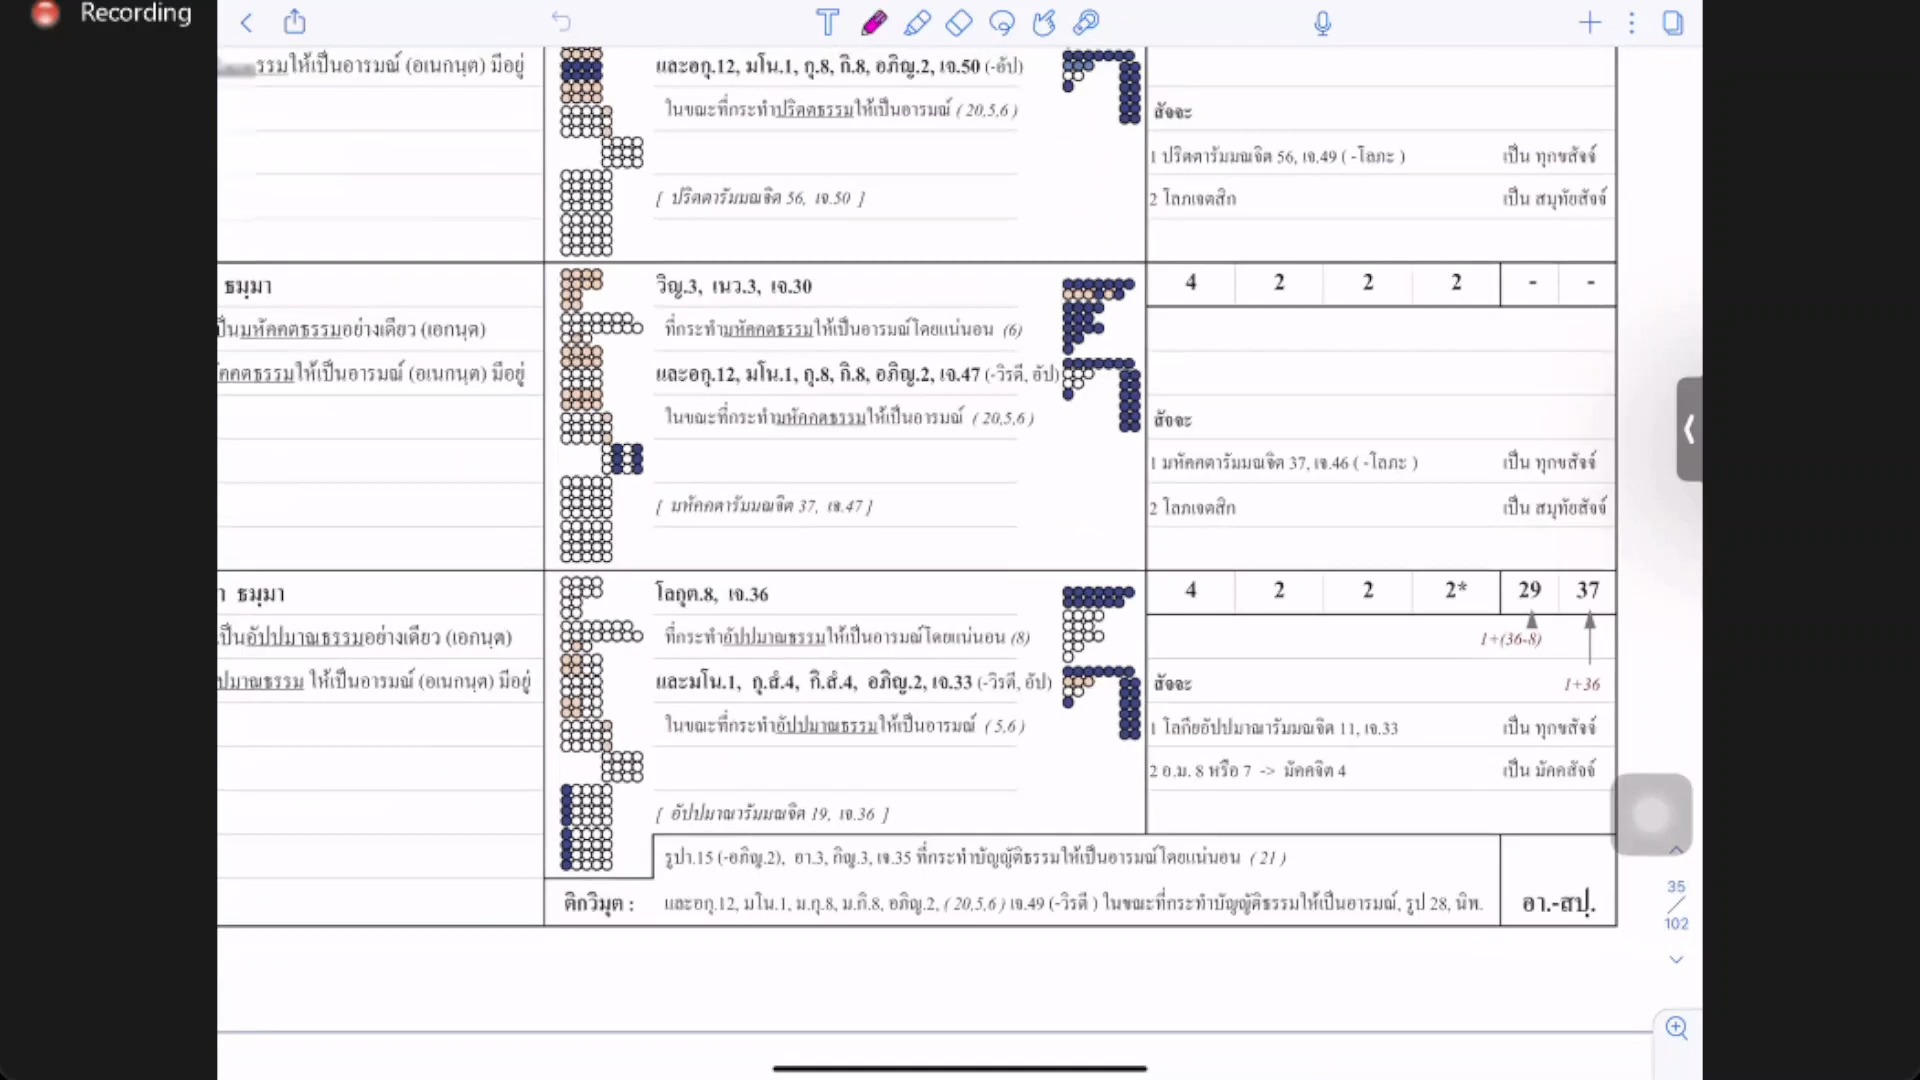 Recording
รรมให้เป็นอารมณ์ (อเนกนฺต) มีอยู่
และอกุ.12, มโน.1, กุ.8, กิ.8, อภิญ.2, เจ.50 (-อัป)
ในขณะที่กระทำปริตตธรรมให้เป็นอารมณ์ ( 20,5,6 )
[ ปริตตารัมมณจิต 56, เจ.50 ]
สัจจะ
1 ปริตตารัมมณจิต 56, เจ.49 ( -โลภะ ) เป็น ทุกขสัจจ์
2 โลภเจตสิก เป็น สมุทัยสัจจ์
ธมฺมา
ป็นมหัคคตธรรมอย่างเดียว (เอกนฺต)
ัคคตธรรมให้เป็นอารมณ์ (อเนกนฺต) มีอยู่
วิญ.3, เนว.3, เจ.30
ที่กระทำมหัคคตธรรมให้เป็นอารมณ์โดยแน่นอน (6)
และอกุ.12, มโน.1, กุ.8, กิ.8, อภิญ.2, เจ.47 (-วิรตี, อัป)
ในขณะที่กระทำมหัคคตธรรมให้เป็นอารมณ์ ( 20,5,6 )
[ มหัคคตารัมมณจิต 37, เจ.47 ]
4 2 2 2 - -
สัจจะ
1 มหัคคตารัมมณจิต 37, เจ.46 ( -โลภะ ) เป็น ทุกขสัจจ์
2 โลภเจตสิก เป็น สมุทัยสัจจ์
า ธมฺมา
เป็นอัปปมาณธรรมอย่างเดียว (เอกนฺต)
ปมาณธรรม ให้เป็นอารมณ์ (อเนกนฺต) มีอยู่
โลกุต.8, เจ.36
ที่กระทำอัปปมาณธรรมให้เป็นอารมณ์โดยแน่นอน (8)
และมโน.1, กุ.สํ.4, กิ.สํ.4, อภิญ.2, เจ.33 (-วิรตี, อัป)
ในขณะที่กระทำอัปปมาณธรรมให้เป็นอารมณ์ ( 5,6 )
[ อัปปมาณารัมมณจิต 19, เจ.36 ]
4 2 2 2* 29 37
1+(36-8)
สัจจะ 1+36
1 โลกียอัปปมาณารัมมณจิต 11, เจ.33 เป็น ทุกขสัจจ์
2 อ.ม. 8 หรือ 7 -> มัคคจิต 4 เป็น มัคคสัจจ์
รูปา.15 (-อภิญ.2), อา.3, กิญ.3, เจ.35 ที่กระทำบัญญัติธรรมให้เป็นอารมณ์โดยแน่นอน ( 21 )
ติกวิมุต : และอกุ.12, มโน.1, ม.กุ.8, ม.กิ.8, อภิญ.2, ( 20,5,6 ) เจ.49 (-วิรตี ) ในขณะที่กระทำบัญญัติธรรมให้เป็นอารมณ์, รูป 28, นิพ.
อา.-สปฺ.
35
102